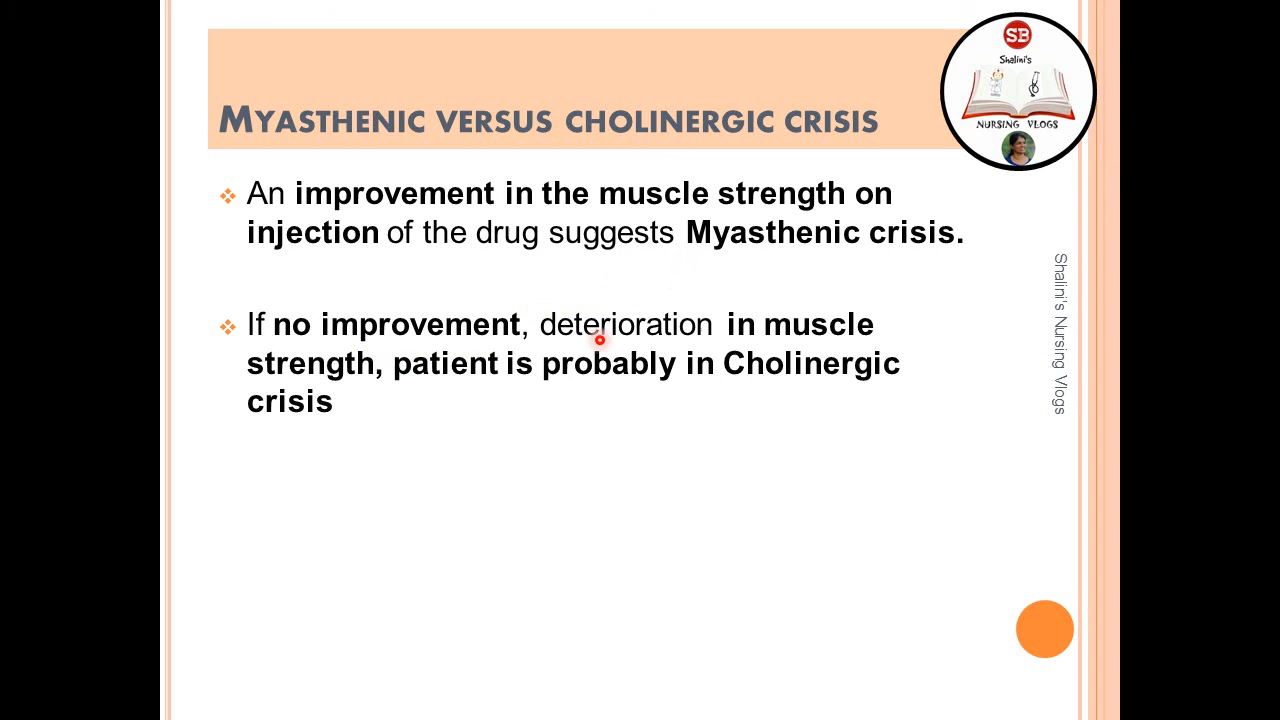 SB
Shalini's
NURSING VLOGS
MYASTHENIC VERSUS CHOLINERGIC CRISIS
An improvement in the muscle strength on
injection of the drug suggests Myasthenic crisis.
If no improvement, deterioration in muscle
strength, patient is probably in Cholinergic
crisis
Shalini's Nursing Vlogs